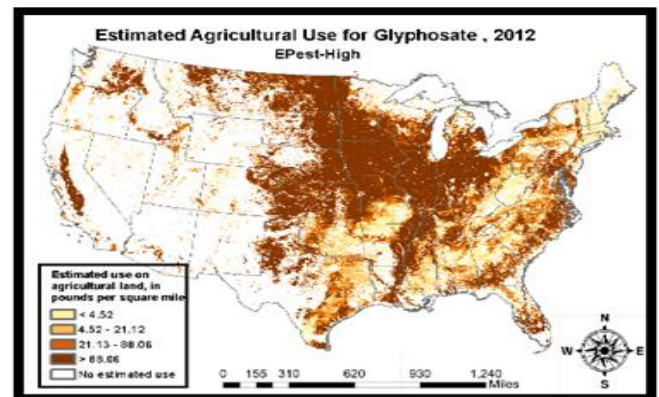 Estimated Agricultural Use for Glyphosate , 2012
EPest-High
Estimated use on
agricultural land, in
pounds per square mile
< 4.52
4.52 - 21.12
21.13 - 88.06
> 88.06
No estimated use
N
W
E
S
0 155 310 620 930 1,240
Miles